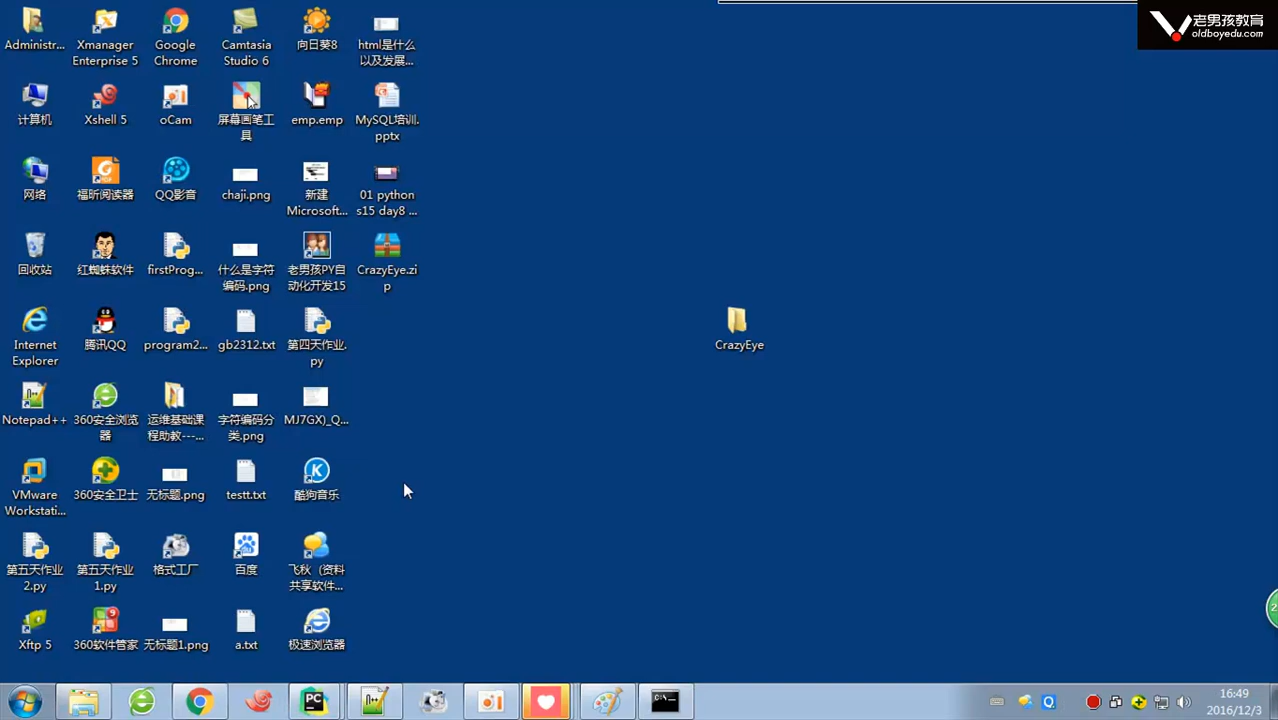 老男孩教育
oldboyedu.com
Administr...
Xmanager
Enterprise 5
Google
Chrome
Camtasia
Studio 6
向日葵8
html是什么
以及发展...
计算机
Xshell 5
oCam
屏幕画笔工
具
emp.emp
MySQL培训.
pptx
网络
福昕阅读器
QQ影音
chaji.png
新建
Microsoft...
01 python
s15 day8 ...
回收站
红蜘蛛软件
firstProg...
什么是字符
编码.png
老男孩PY自
动化开发15
CrazyEye.zi
p
Internet
Explorer
腾讯QQ
program2...
gb2312.txt
第四天作业.
py
CrazyEye
Notepad++
360安全浏览
器
运维基础课
程助教---...
字符编码分
类.png
MJ7GX)_Q...
VMware
Workstati...
360安全卫士
无标题.png
testt.txt
酷狗音乐
第五天作业
2.py
第五天作业
1.py
格式工厂
百度
飞秋（资料
共享软件...
Xftp 5
360软件管家
无标题1.png
a.txt
极速浏览器
16:49
2016/12/3